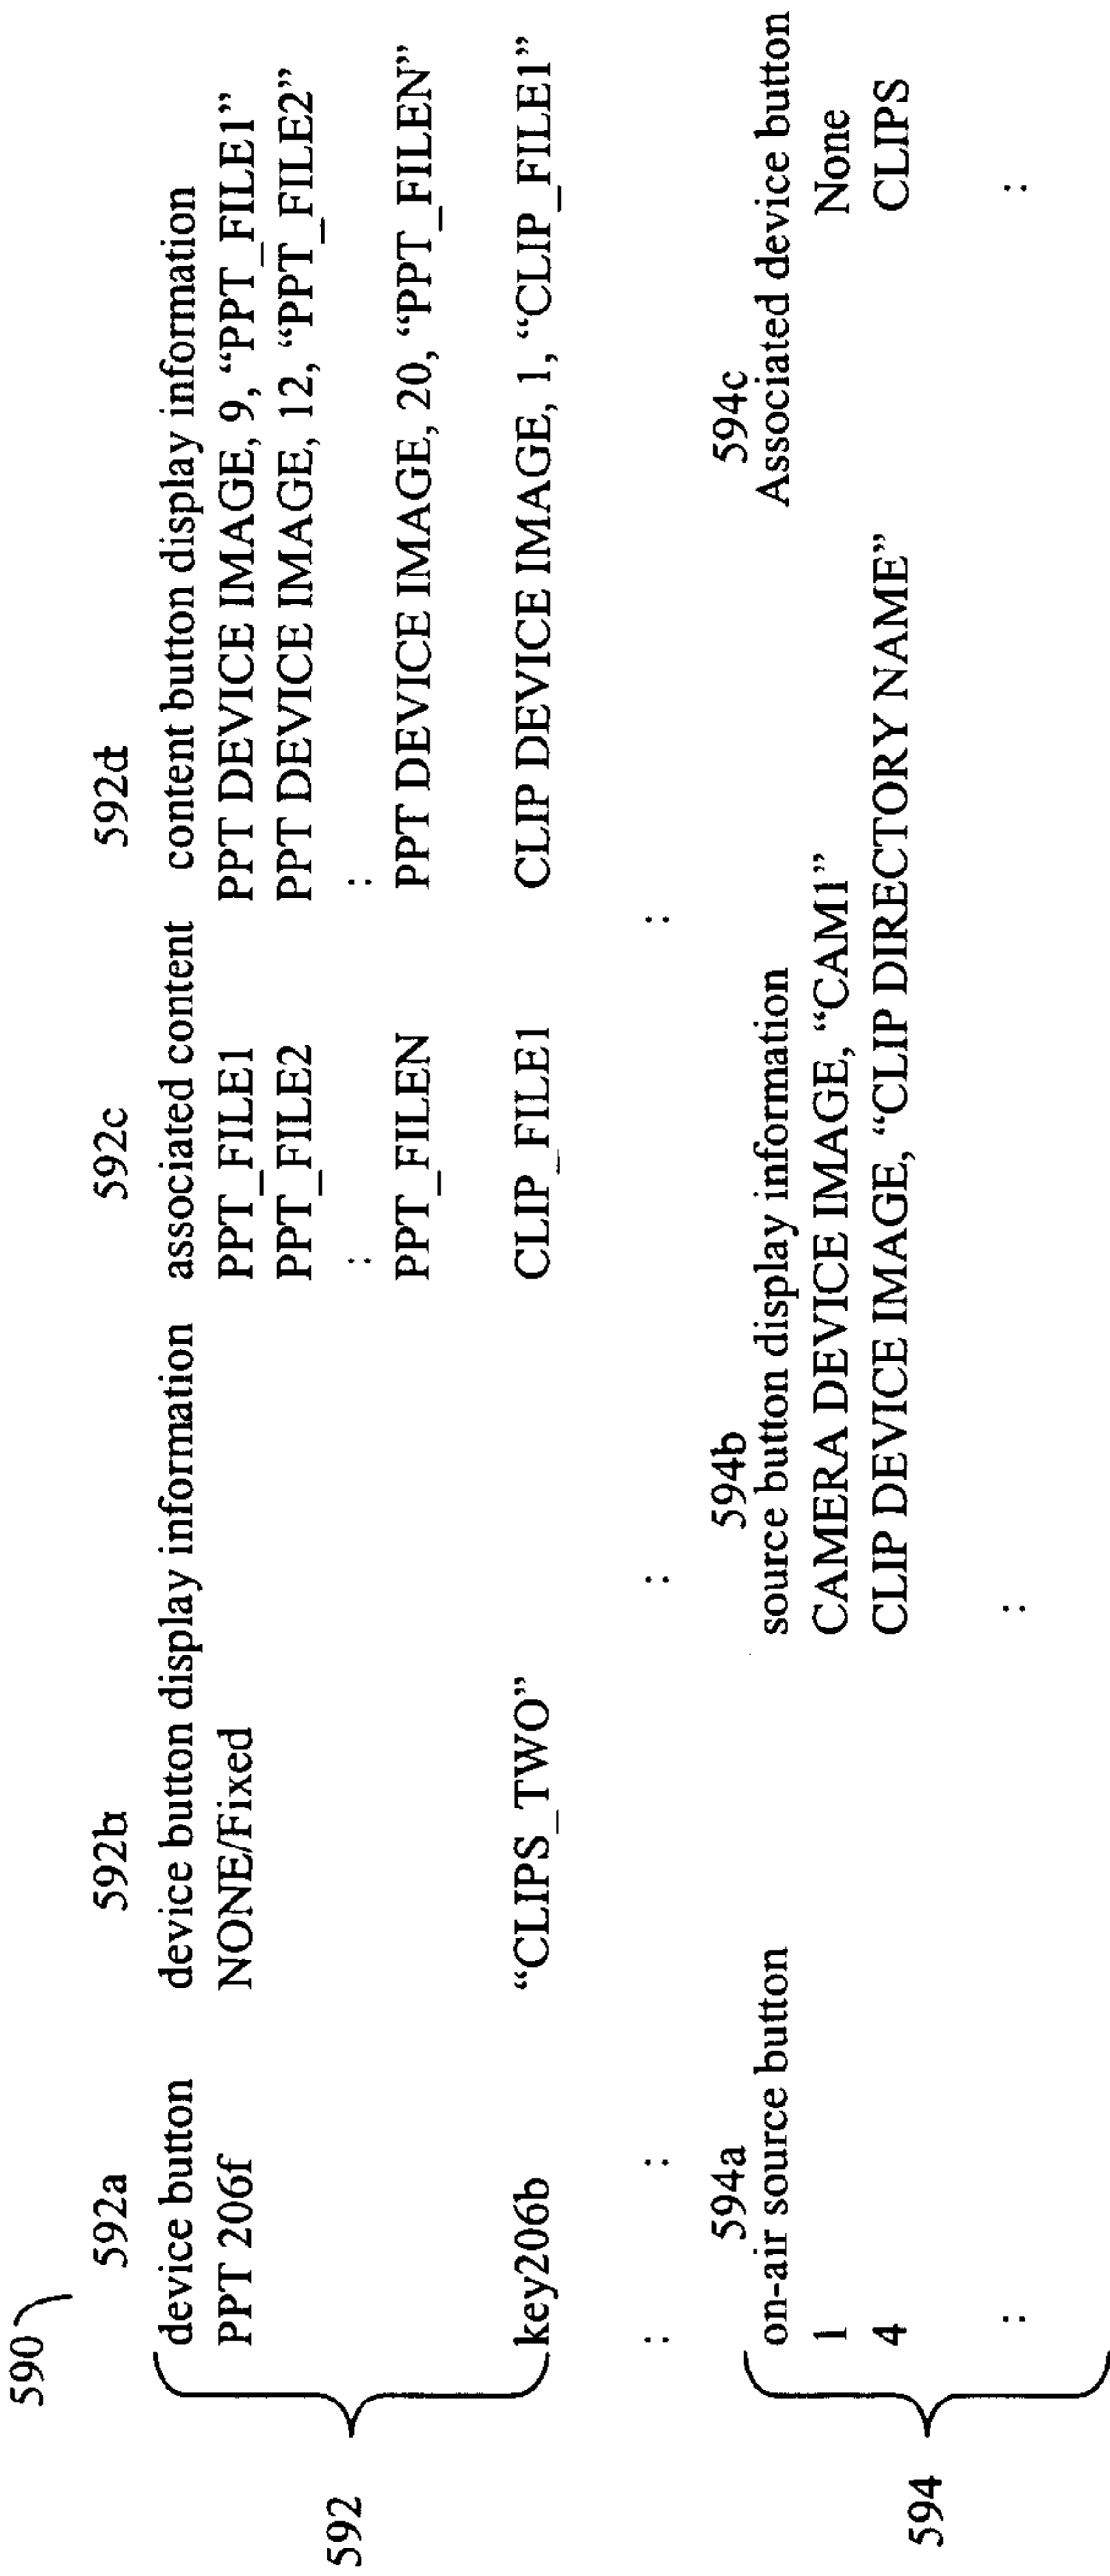 590
592a 592b 592c 592d
device button device button display information associated content content button display information
PPT 206f NONE/Fixed PPT_FILE1 PPT DEVICE IMAGE, 9, “PPT_FILE1”
PPT_FILE2 PPT DEVICE IMAGE, 12, “PPT_FILE2”
: :
592
PPT_FILEN PPT DEVICE IMAGE, 20, “PPT_FILEN”
key206b “CLIPS_TWO” CLIP_FILE1 CLIP DEVICE IMAGE, 1, “CLIP_FILE1”
: : : :
594a 594b 594c
on-air source button source button display information Associated device button
1 CAMERA DEVICE IMAGE, “CAM1” None
4 CLIP DEVICE IMAGE, “CLIP DIRECTORY NAME” CLIPS
594
: : :